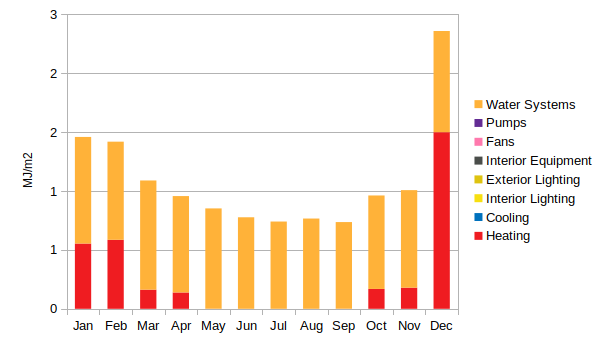 3
2
2
1
1
0
MJ/m2
Jan Feb Mar Apr May Jun Jul Aug Sep Oct Nov Dec
Water Systems
Pumps
Fans
Interior Equipment
Exterior Lighting
Interior Lighting
Cooling
Heating